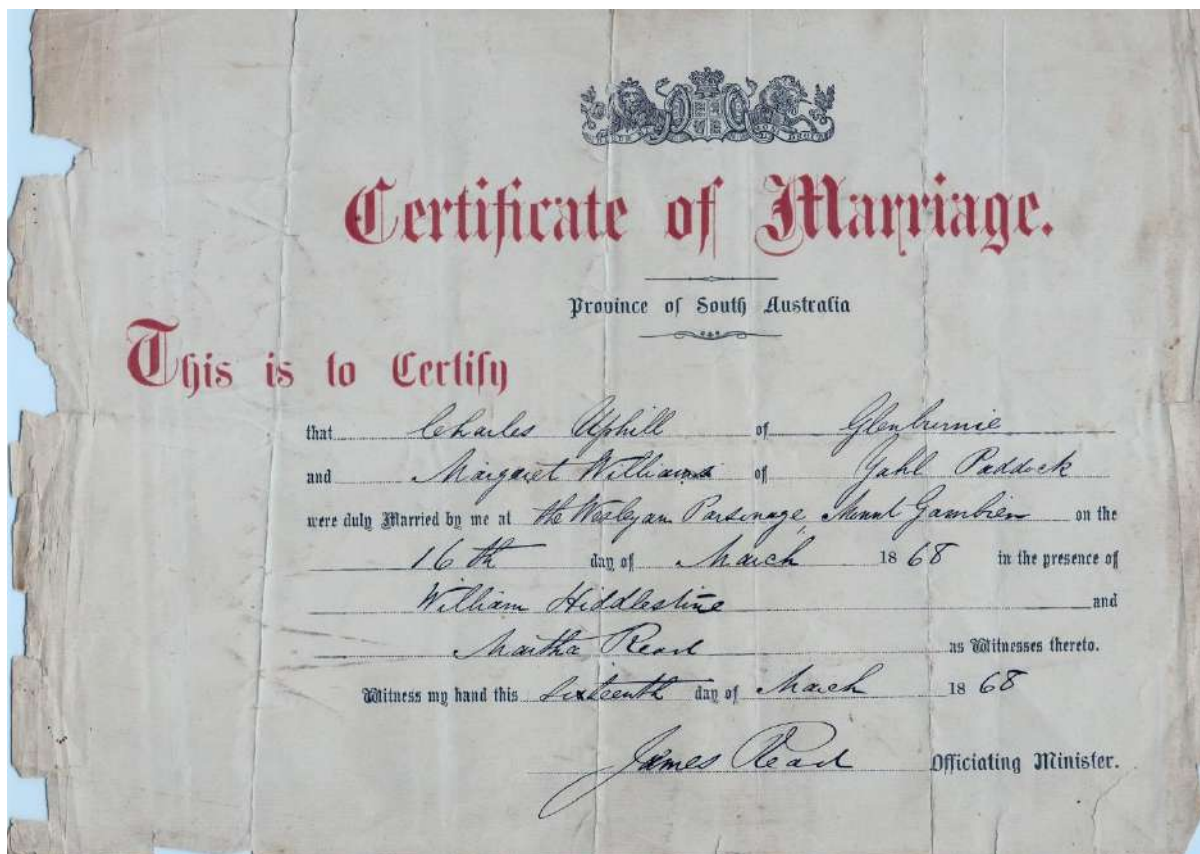 Certificate of Marriage.
Province of South Australia
This is to Certify
that Charles Uphill of Glenburnie
and Margaret Williams of Yahl Paddock
were duly Married by me at the Wesleyan Parsonage, Mount Gambier on the
16th day of March 1868 in the presence of
William Hiddlestine and
Martha Read as Witnesses thereto.
Witness my hand this Sixteenth day of March 1868
James Read Officiating Minister.